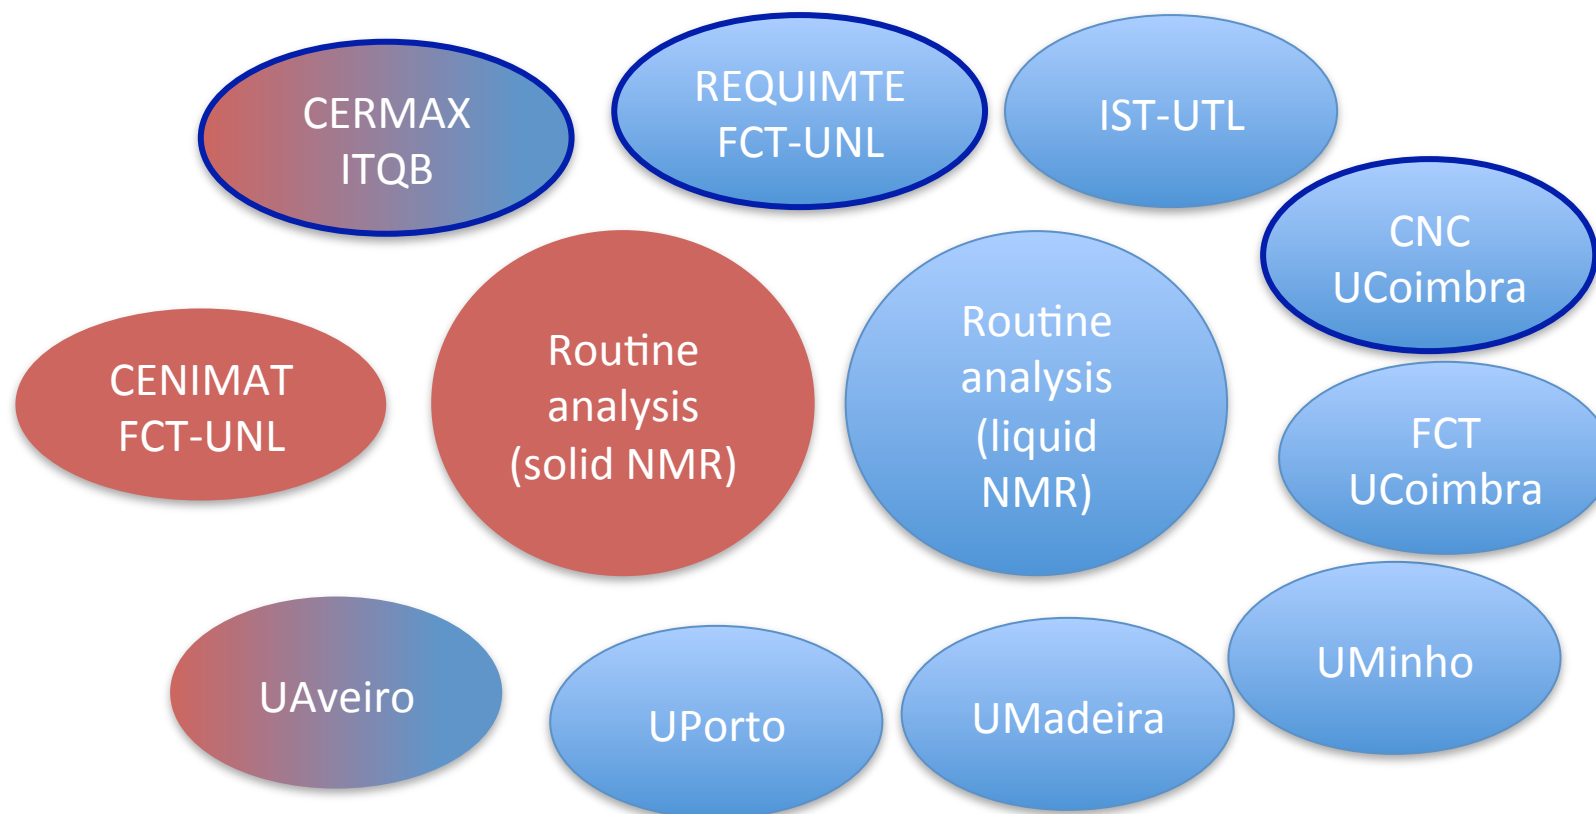 CERMAX
ITQB
REQUIMTE
FCT-UNL
IST-UTL
CNC
UCoimbra
CENIMAT
FCT-UNL
Routine
analysis
(solid NMR)
Routine
analysis
(liquid
NMR)
FCT
UCoimbra
UAveiro
UPorto
UMadeira
UMinho